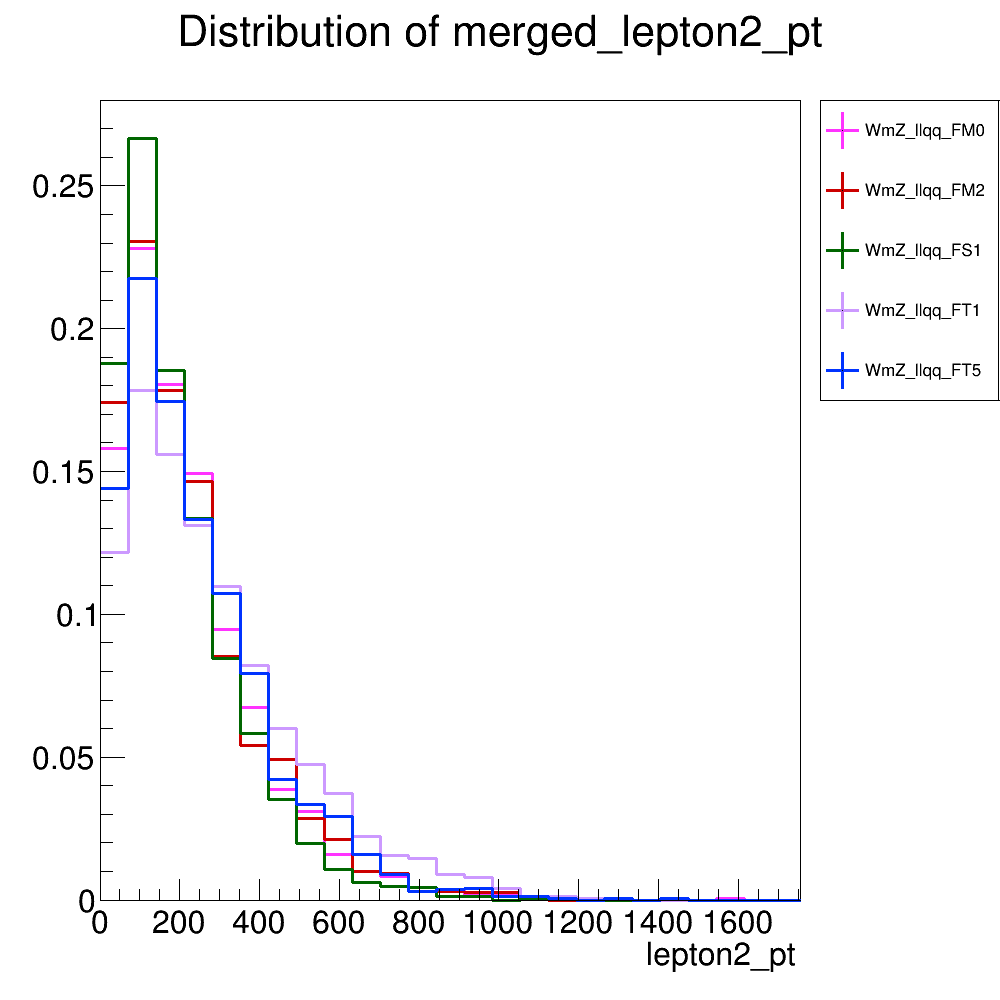 Distribution of merged_lepton2_pt
WmZ_llqq_FM0
WmZ_llqq_FM2
WmZ_llqq_FS1
WmZ_llqq_FT1
WmZ_llqq_FT5
0.25
0.2
0.15
0.1
0.05
0
0 200 400 600 800 1000 1200 1400 1600
lepton2_pt